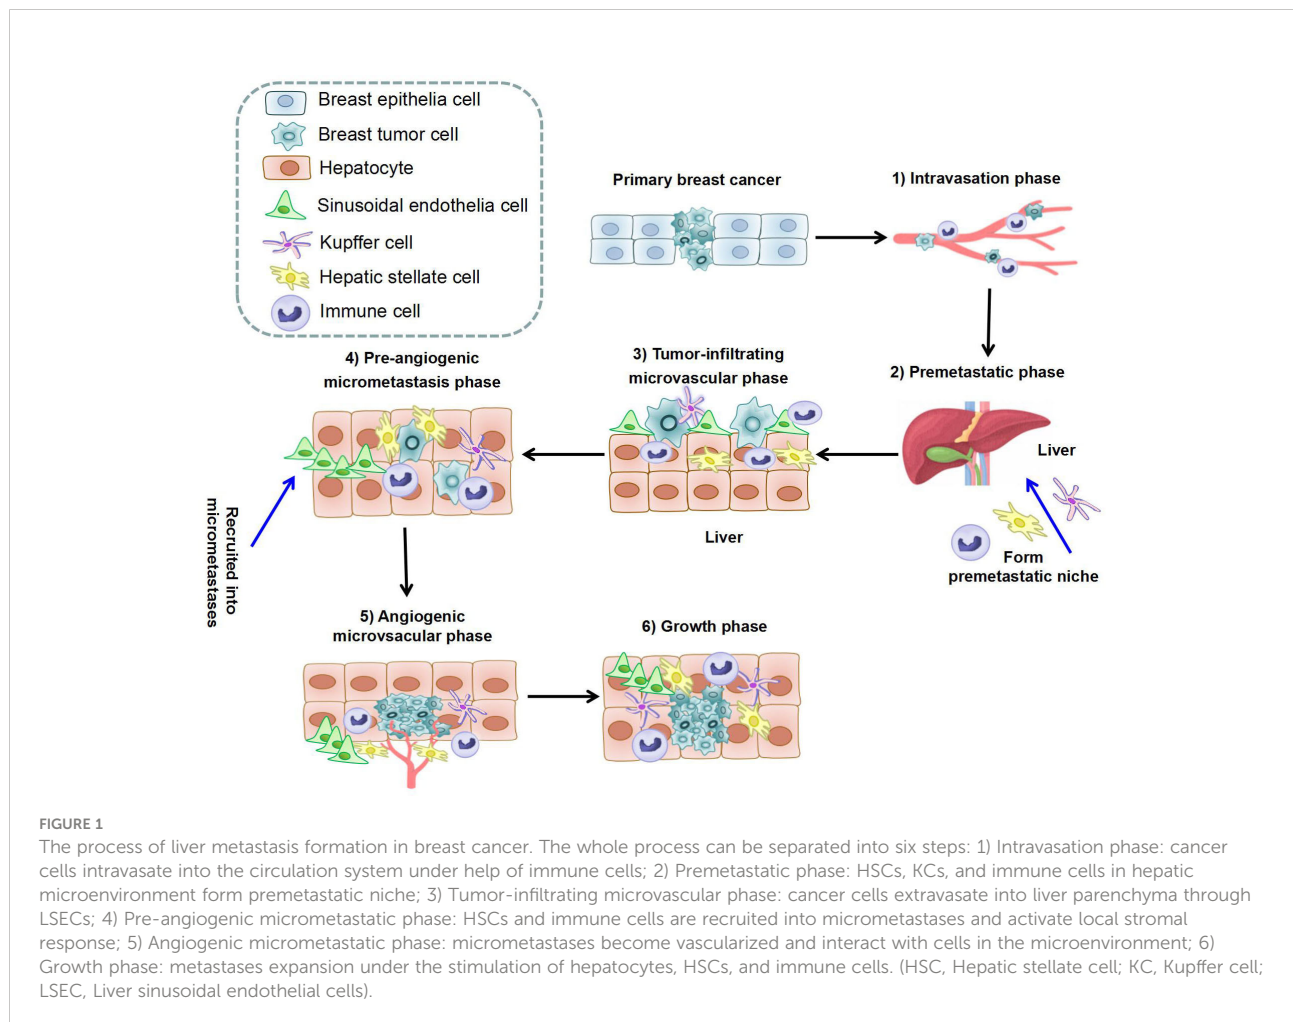 Breast epithelia cell
Breast tumor cell
Hepatocyte
Sinusoidal endothelia cell
Kupffer cell
Hepatic stellate cell
Immune cell
Primary breast cancer
1) Intravasation phase
2) Premetastatic phase
Liver
Form
premetastatic niche
3) Tumor-infiltrating
microvascular phase
Liver
4) Pre-angiogenic
micrometastasis phase
Recruited into
micrometastases
5) Angiogenic
microvsacular phase
6) Growth phase
FIGURE 1
The process of liver metastasis formation in breast cancer. The whole process can be separated into six steps: 1) Intravasation phase: cancer
cells intravasate into the circulation system under help of immune cells; 2) Premetastatic phase: HSCs, KCs, and immune cells in hepatic
microenvironment form premetastatic niche; 3) Tumor-infiltrating microvascular phase: cancer cells extravasate into liver parenchyma through
LSECs; 4) Pre-angiogenic micrometastatic phase: HSCs and immune cells are recruited into micrometastases and activate local stromal
response; 5) Angiogenic micrometastatic phase: micrometastases become vascularized and interact with cells in the microenvironment; 6)
Growth phase: metastases expansion under the stimulation of hepatocytes, HSCs, and immune cells. (HSC, Hepatic stellate cell; KC, Kupffer cell;
LSEC, Liver sinusoidal endothelial cells).